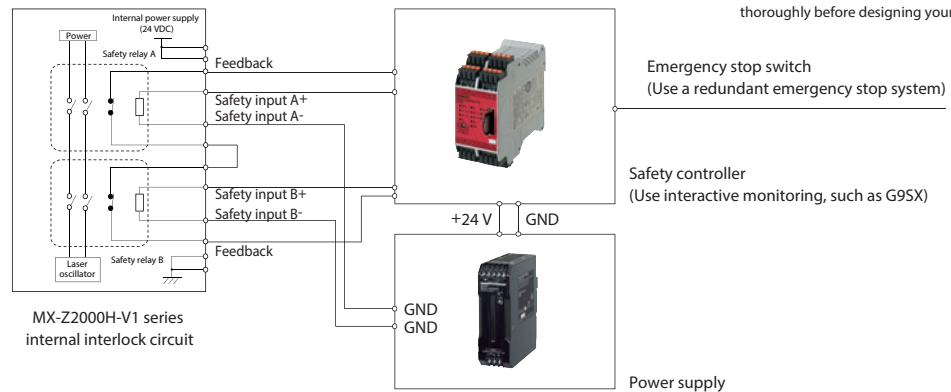 thoroughly before designing your
Internal power supply
(24 VDC)
Power
Safety relay A
Feedback
Safety input A+
Safety input A-
Safety input B+
Safety input B-
Feedback
Safety relay B
Laser
oscillator
MX-Z2000H-V1 series
internal interlock circuit
Emergency stop switch
(Use a redundant emergency stop system)
Safety controller
(Use interactive monitoring, such as G9SX)
+24 V
GND
GND
GND
Power supply